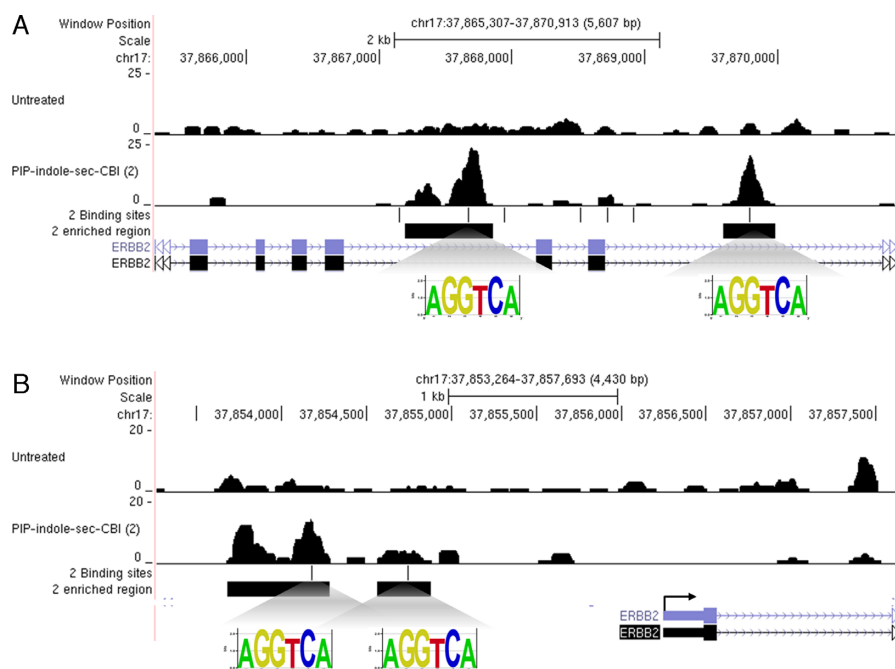 A
Window Position
chr17:37,865,307-37,870,913 (5,607 bp)
Scale
2 kb
chr17:
37,866,000
37,867,000
37,868,000
37,869,000
37,870,000
25 -
Untreated
0 _
25 -
PIP-indole-sec-CBI (2)
0 _
2 Binding sites
2 enriched region
ERBB2
ERBB2
AGGTCA
AGGTCA
B
Window Position
chr17:37,853,264-37,857,693 (4,430 bp)
Scale
1 kb
chr17:
37,854,000
37,854,500
37,855,000
37,855,500
37,856,000
37,856,500
37,857,000
37,857,500
20 -
Untreated
0 _
20 -
PIP-indole-sec-CBI (2)
0 _
2 Binding sites
2 enriched region
ERBB2
ERBB2
AGGTCA
AGGTCA